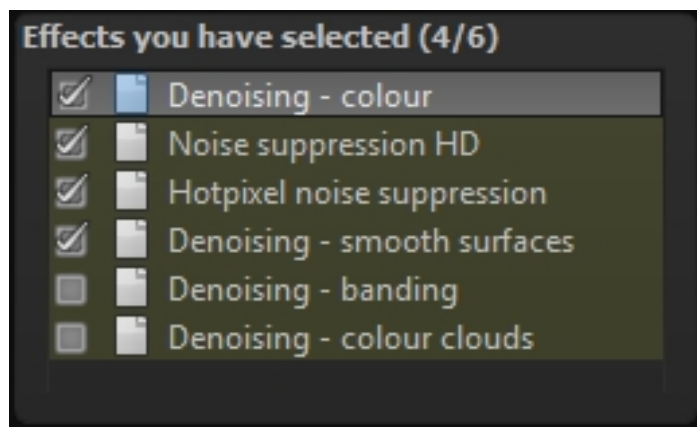 Effects you have selected (4/6)
Denoising - colour
Noise suppression HD
Hotpixel noise suppression
Denoising - smooth surfaces
Denoising - banding
Denoising - colour clouds